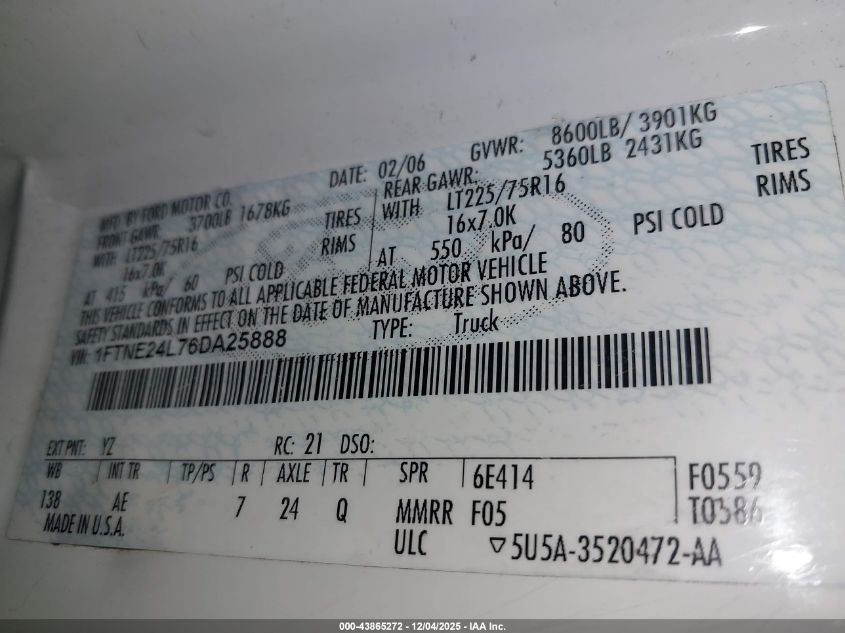 MFD. BY FORD MOTOR CO.
DATE: 02/06 GVWR: 8600LB/ 3901KG
FRONT GAWR: 3700LB 1678KG REAR GAWR: 5360LB 2431KG
WITH LT225/75R16 TIRES WITH LT225/75R16 TIRES
16x7.0K RIMS 16x7.0K RIMS
AT 415 kPa/ 60 PSI COLD AT 550 kPa/ 80 PSI COLD
THIS VEHICLE CONFORMS TO ALL APPLICABLE FEDERAL MOTOR VEHICLE
SAFETY STANDARDS IN EFFECT ON THE DATE OF MANUFACTURE SHOWN ABOVE.
VIN: 1FTNE24L76DA25888 TYPE: Truck
EXT PNT: YZ RC: 21 DSO:
WB INT TR TP/PS R AXLE TR SPR 6E414 F0559
138 AE 7 24 Q MMRR F05 T0386
MADE IN U.S.A. ULC ▽5U5A-3520472-AA
000-43865272 - 12/04/2025 - IAA Inc.